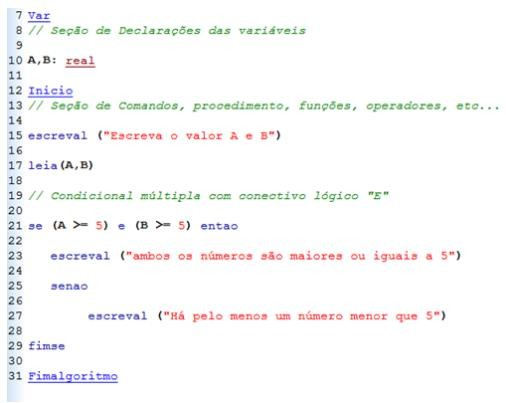 7 Var
8 // Seção de Declarações das variáveis
9
10 A,B: real
11
12 Inicio
13 // Seção de Comandos, procedimento, funções, operadores, etc...
14
15 escreval ("Escreva o valor A e B")
16
17 leia(A,B)
18
19 // Condicional múltipla com conectivo lógico "E"
20
21 se (A >= 5) e (B >= 5) entao
22
23 escreval ("ambos os números são maiores ou iguais a 5")
24
25 senao
26
27 escreval ("Há pelo menos um número menor que 5")
28
29 fimse
30
31 Fimalgoritmo